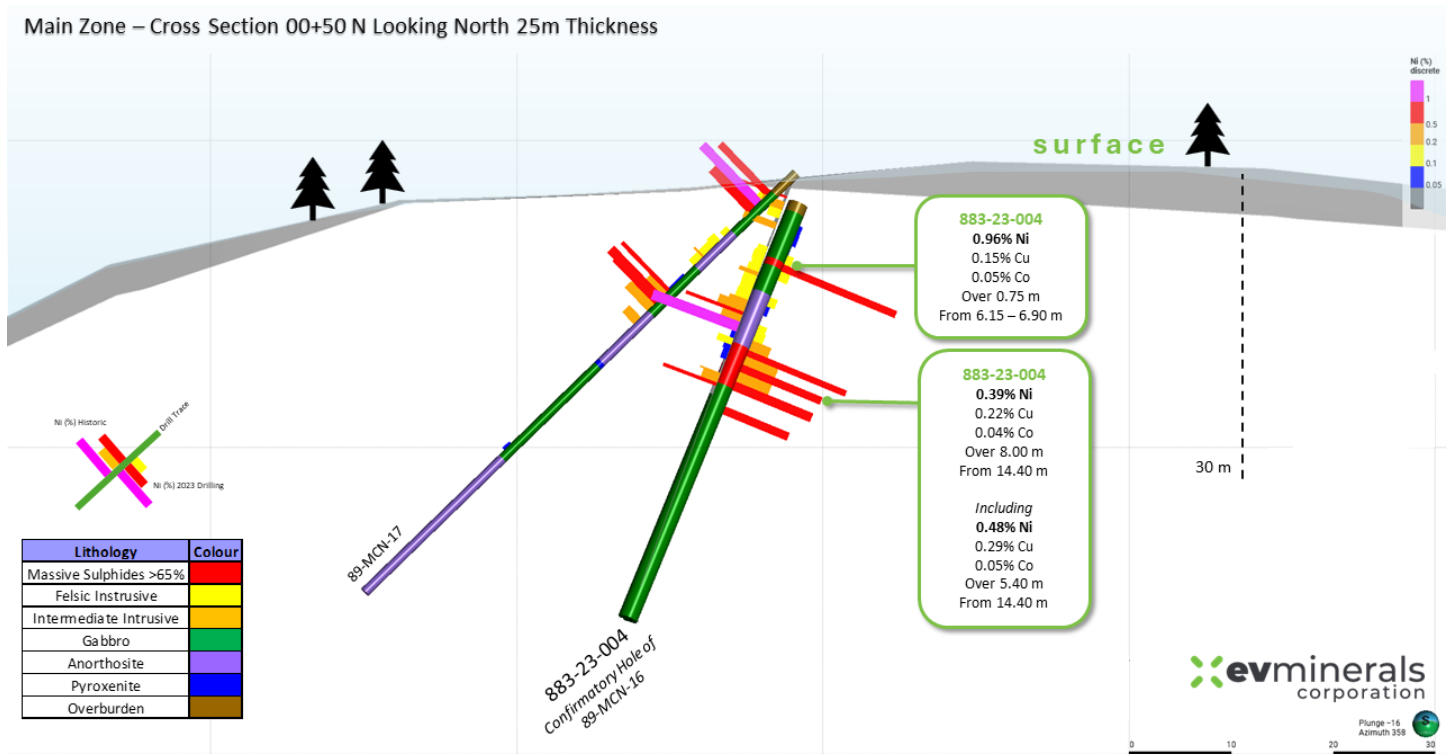 Main Zone – Cross Section 00+50 N Looking North 25m Thickness
Ni (%)
discrete
1
0.5
0.2
0.1
0.05
surface
883-23-004
0.96% Ni
0.15% Cu
0.05% Co
Over 0.75 m
From 6.15 – 6.90 m
883-23-004
0.39% Ni
0.22% Cu
0.04% Co
Over 8.00 m
From 14.40 m
Including
0.48% Ni
0.29% Cu
0.05% Co
Over 5.40 m
From 14.40 m
30 m
Ni (%) Historic
Drill Trace
Ni (%) 2023 Drilling
89-MCN-17
883-23-004
Confirmatory Hole of
89-MCN-16
Lithology Colour
Massive Sulphides >65%
Felsic Instrusive
Intermediate Intrusive
Gabbro
Anorthosite
Pyroxenite
Overburden
evminerals
corporation
Plunge -16
Azimuth 358
S
0 10 20 30